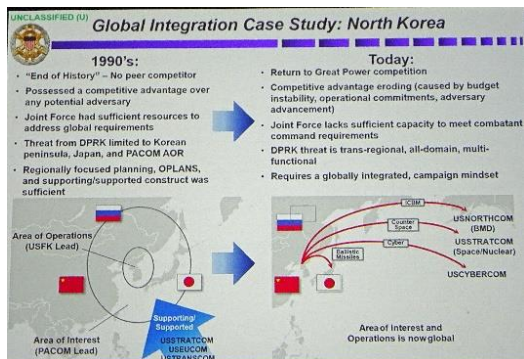 UNCLASSIFIED (U)
Global Integration Case Study: North Korea
1990's:
• "End of History" – No peer competitor
• Possessed a competitive advantage over
any potential adversary
• Joint Force had sufficient resources to
address global requirements
• Threat from DPRK limited to Korean
peninsula, Japan, and PACOM AOR
• Regionally focused planning, OPLANS,
and supporting/supported construct was
sufficient
Today:
• Return to Great Power competition
• Competitive advantage eroding (caused by budget
instability, operational commitments, adversary
advancement)
• Joint Force lacks sufficient capacity to meet combatant
command requirements
• DPRK threat is trans-regional, all-domain, multi-
functional
• Requires a globally integrated, campaign mindset
Area of Operations
(USFK Lead)
Area of Interest
(PACOM Lead)
Supporting/
Supported
USSTRATCOM
USEUCOM
USTRANSCOM
ICBM
Counter
Space
Cyber
Ballistic
Missiles
USNORTHCOM
(BMD)
USSTRATCOM
(Space/Nuclear)
USCYBERCOM
Area of Interest and
Operations is now global